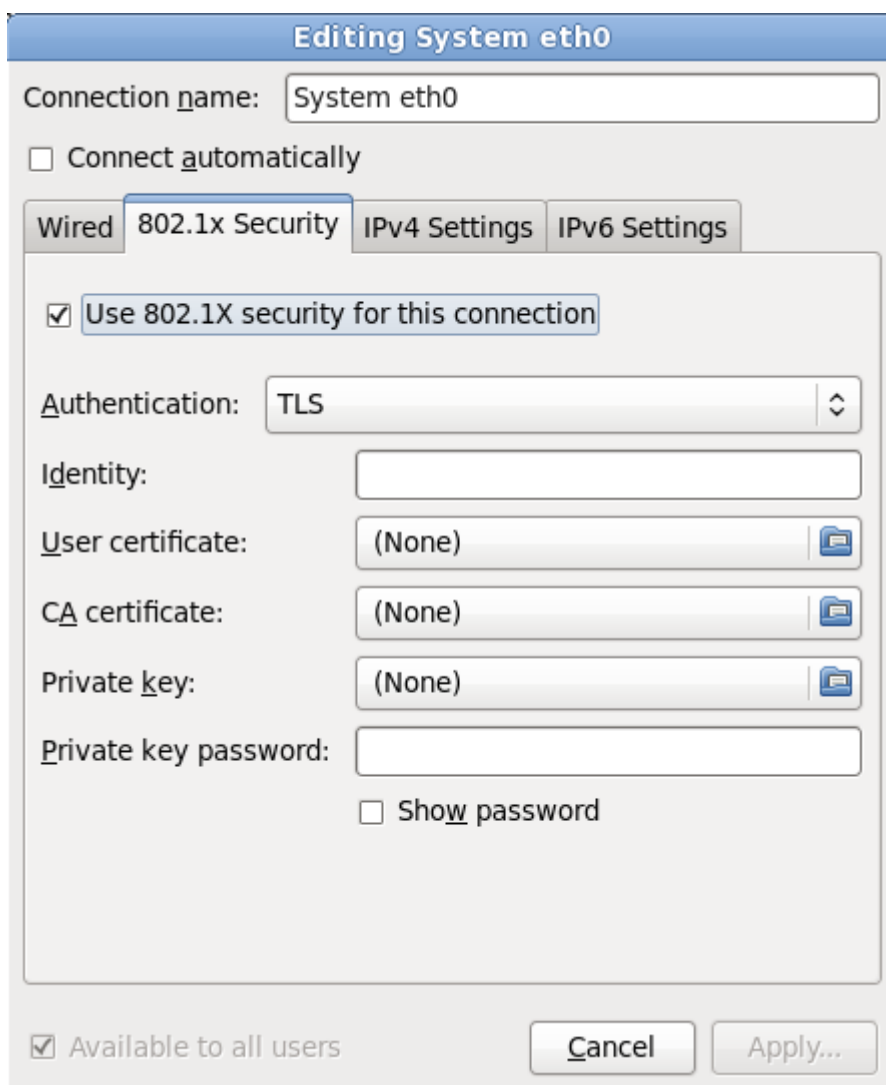 Editing System eth0
Connection name: System eth0
Connect automatically
Wired 802.1x Security IPv4 Settings IPv6 Settings
Use 802.1X security for this connection
Authentication: TLS
Identity:
User certificate: (None)
CA certificate: (None)
Private key: (None)
Private key password:
Show password
Available to all users Cancel Apply...